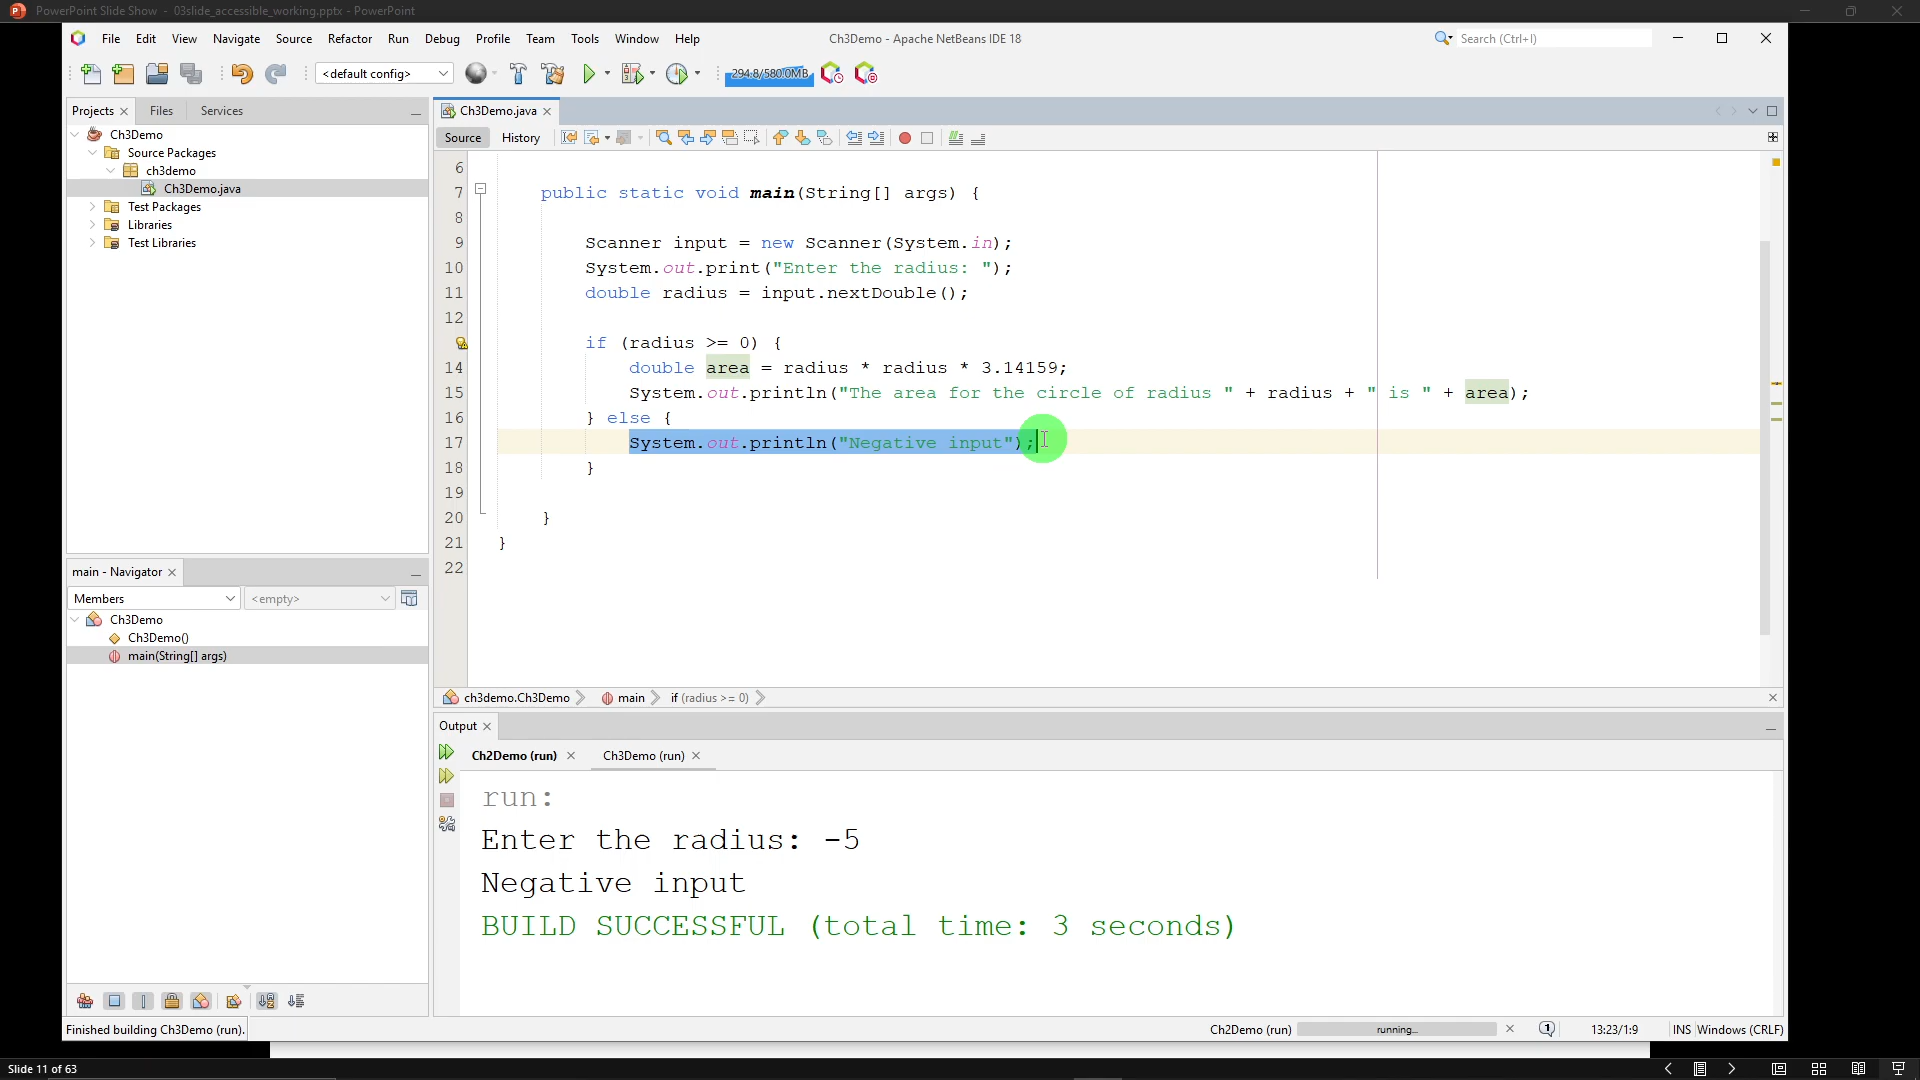 PowerPoint Slide Show - 03slide_accessible_working.pptx - PowerPoint
File Edit View Navigate Source Refactor Run Debug Profile Team Tools Window Help
Ch3Demo - Apache NetBeans IDE 18
Search (Ctrl+I)
<default config>
294.8/580.0MB
Projects Files Services
Ch3Demo
Source Packages
ch3demo
Ch3Demo.java
Test Packages
Libraries
Test Libraries
Ch3Demo.java
Source History
6
7 public static void main(String[] args) {
8
9 Scanner input = new Scanner(System.in);
10 System.out.print("Enter the radius: ");
11 double radius = input.nextDouble();
12
if (radius >= 0) {
14 double area = radius * radius * 3.14159;
15 System.out.println("The area for the circle of radius " + radius + " is " + area);
16 } else {
17 System.out.println("Negative input");
18 }
19
20 }
21 }
22
main - Navigator
Members <empty>
Ch3Demo
Ch3Demo()
main(String[] args)
ch3demo.Ch3Demo main if (radius >= 0)
Output
Ch2Demo (run) Ch3Demo (run)
run:
Enter the radius: -5
Negative input
BUILD SUCCESSFUL (total time: 3 seconds)
Finished building Ch3Demo (run).
Ch2Demo (run) running... 1 13:23/1:9 INS Windows (CRLF)
Slide 11 of 63